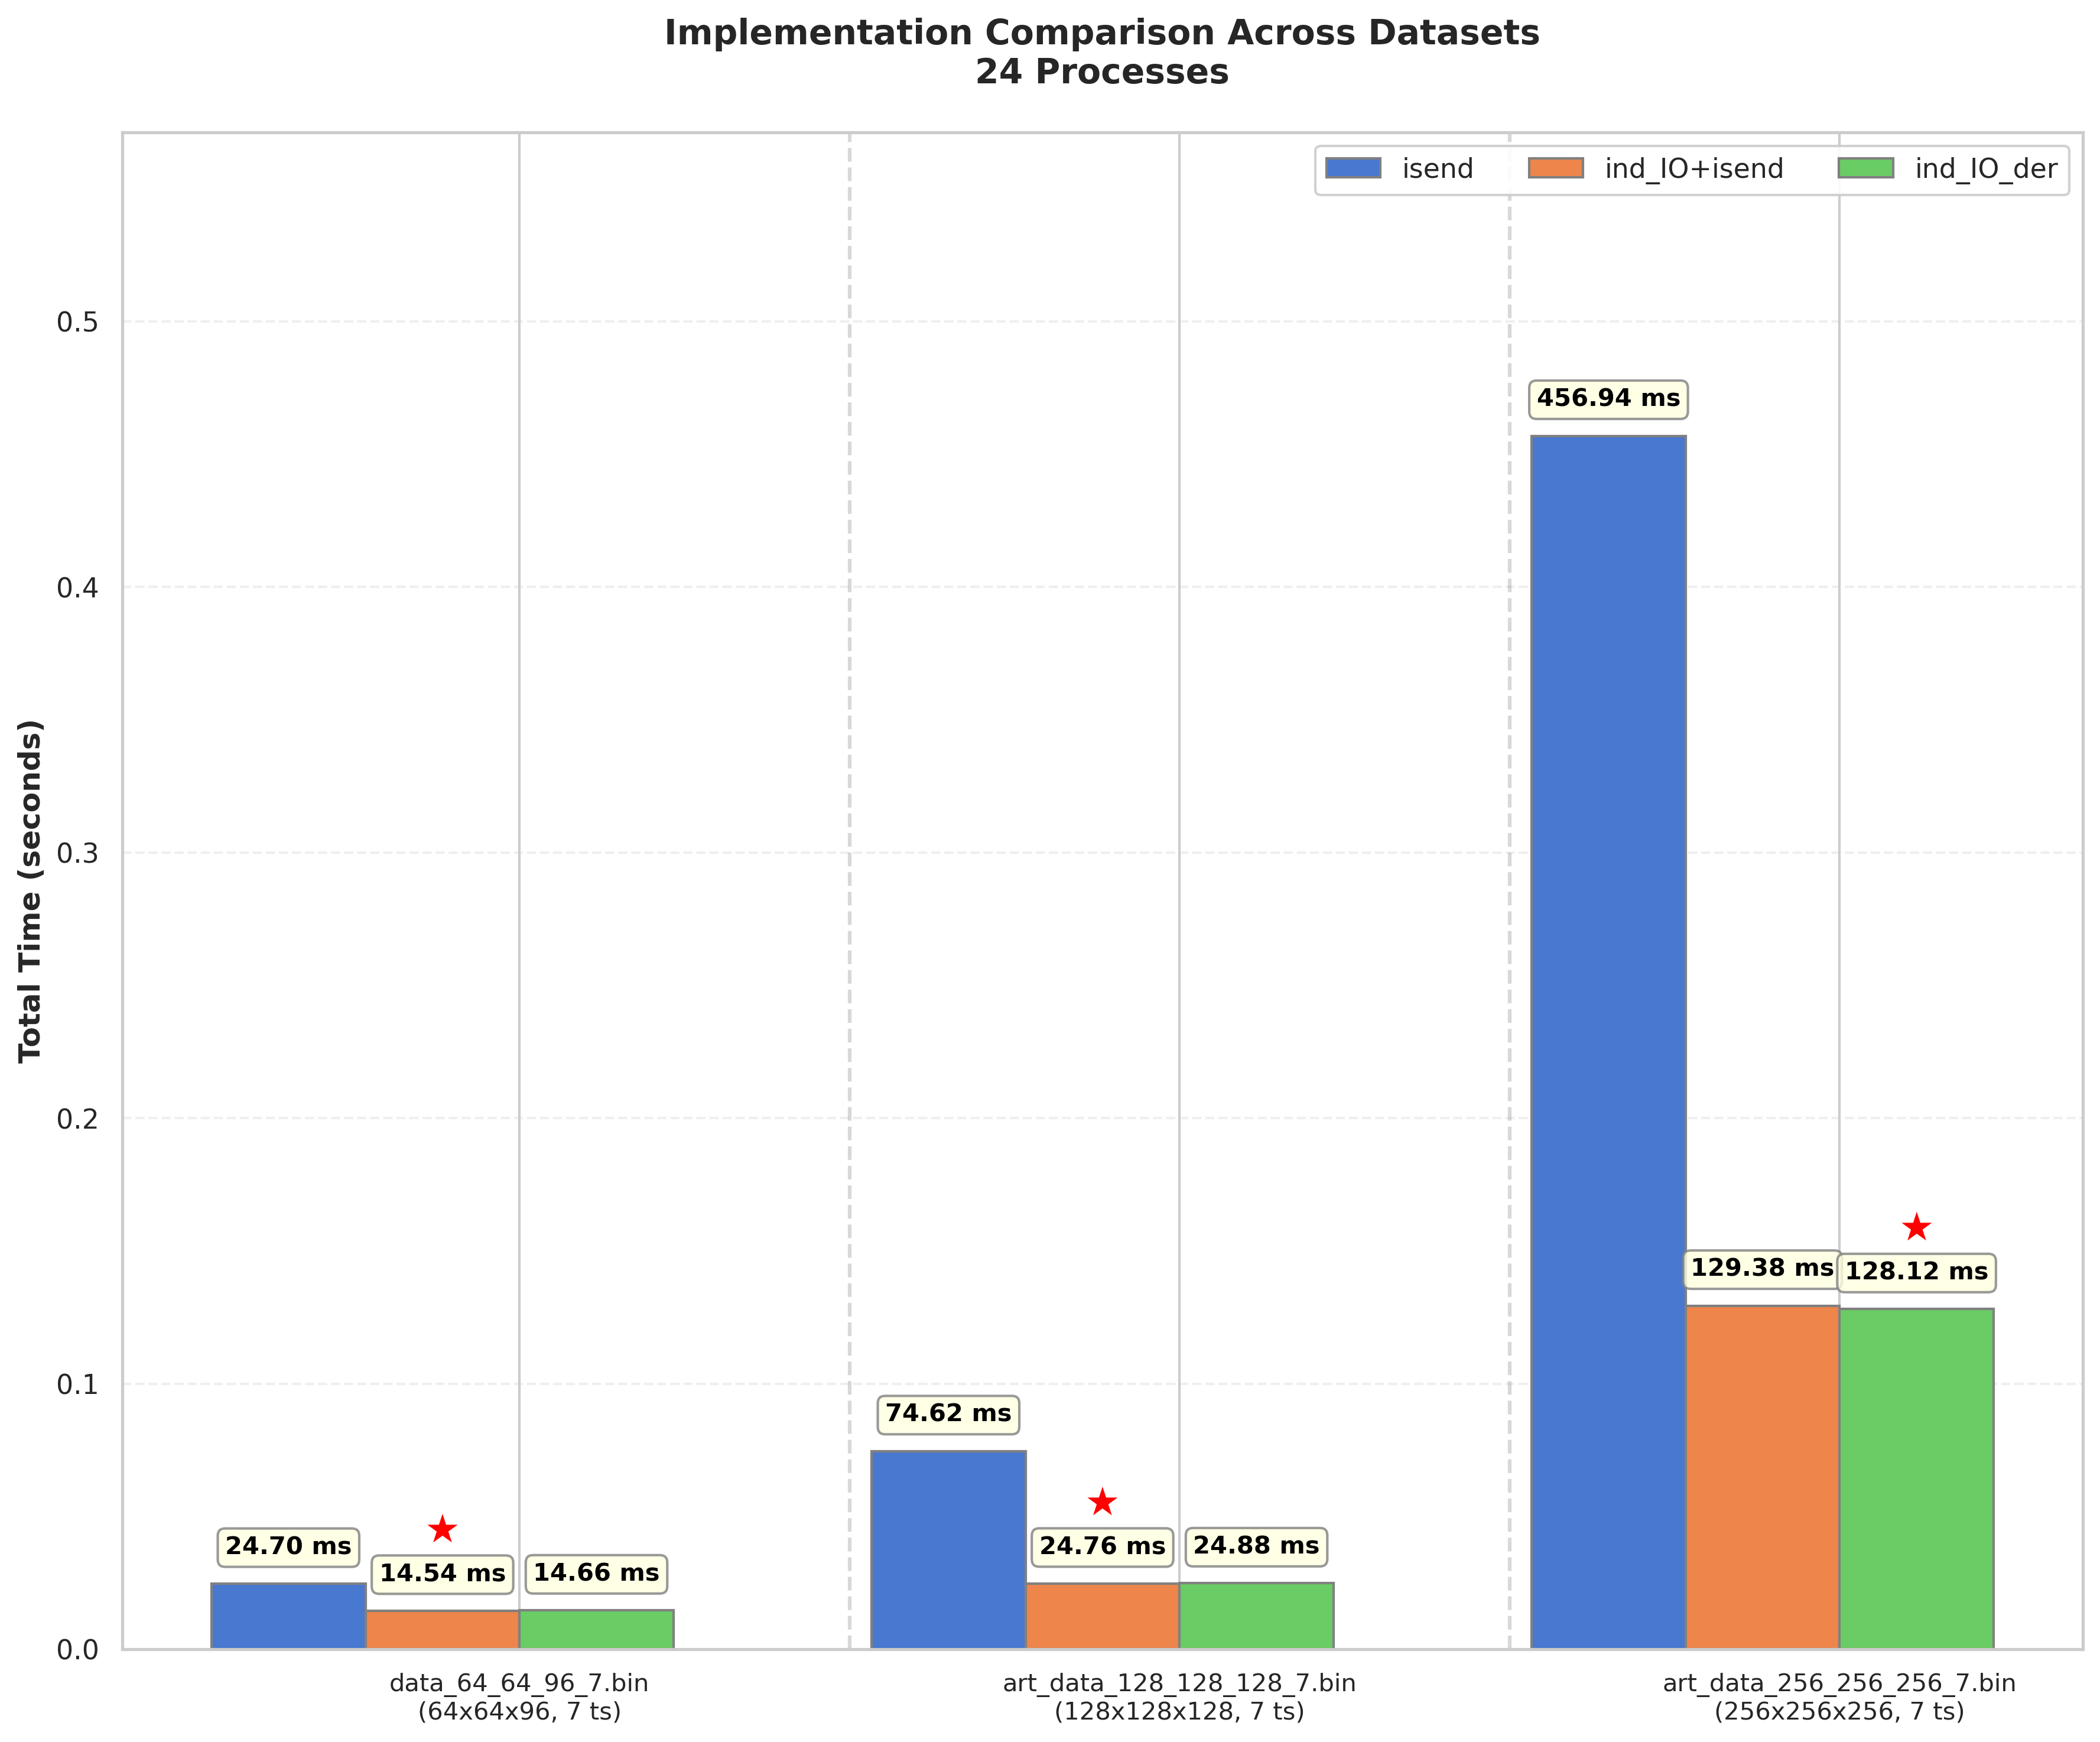 Implementation Comparison Across Datasets
24 Processes
isend
ind_IO+isend
ind_IO_der
Total Time (seconds)
0.5
0.4
0.3
0.2
0.1
0.0
456.94 ms
129.38 ms
128.12 ms
74.62 ms
24.76 ms
24.88 ms
24.70 ms
14.54 ms
14.66 ms
data_64_64_96_7.bin
(64x64x96, 7 ts)
art_data_128_128_128_7.bin
(128x128x128, 7 ts)
art_data_256_256_256_7.bin
(256x256x256, 7 ts)